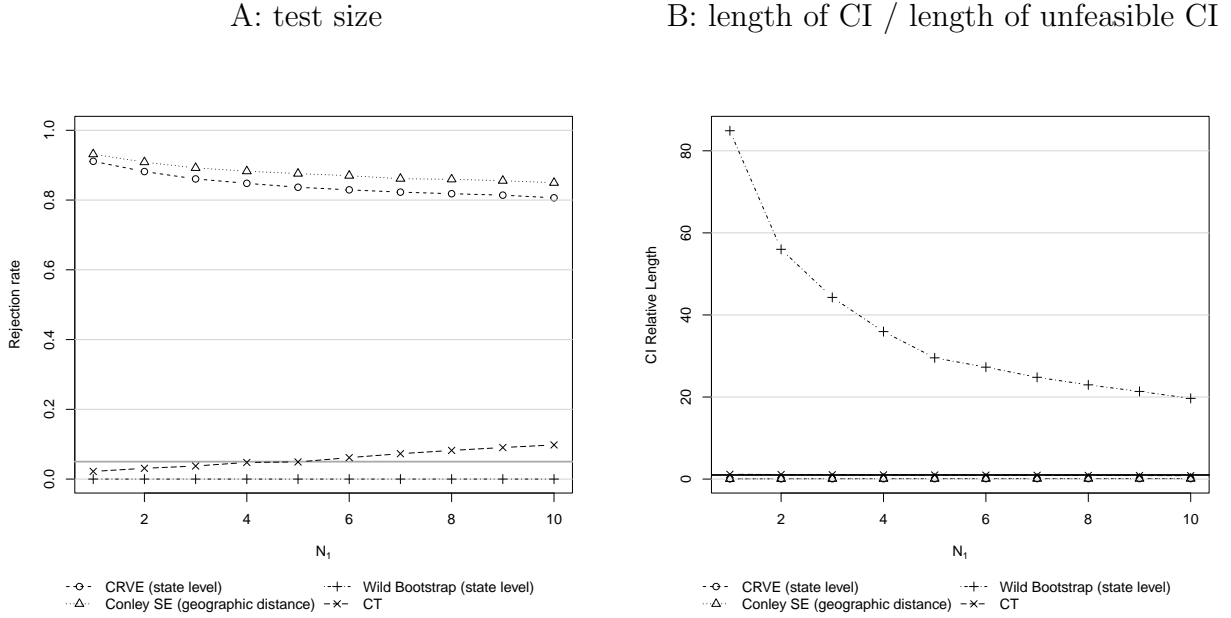 A: test size
B: length of CI / length of unfeasible CI
Rejection rate
1.0
0.8
0.6
0.4
0.2
0.0
2 4 6 8 10
N₁
CRVE (state level)
Wild Bootstrap (state level)
Conley SE (geographic distance)
CT
CI Relative Length
80
60
40
20
0
2 4 6 8 10
N₁
CRVE (state level)
Wild Bootstrap (state level)
Conley SE (geographic distance)
CT